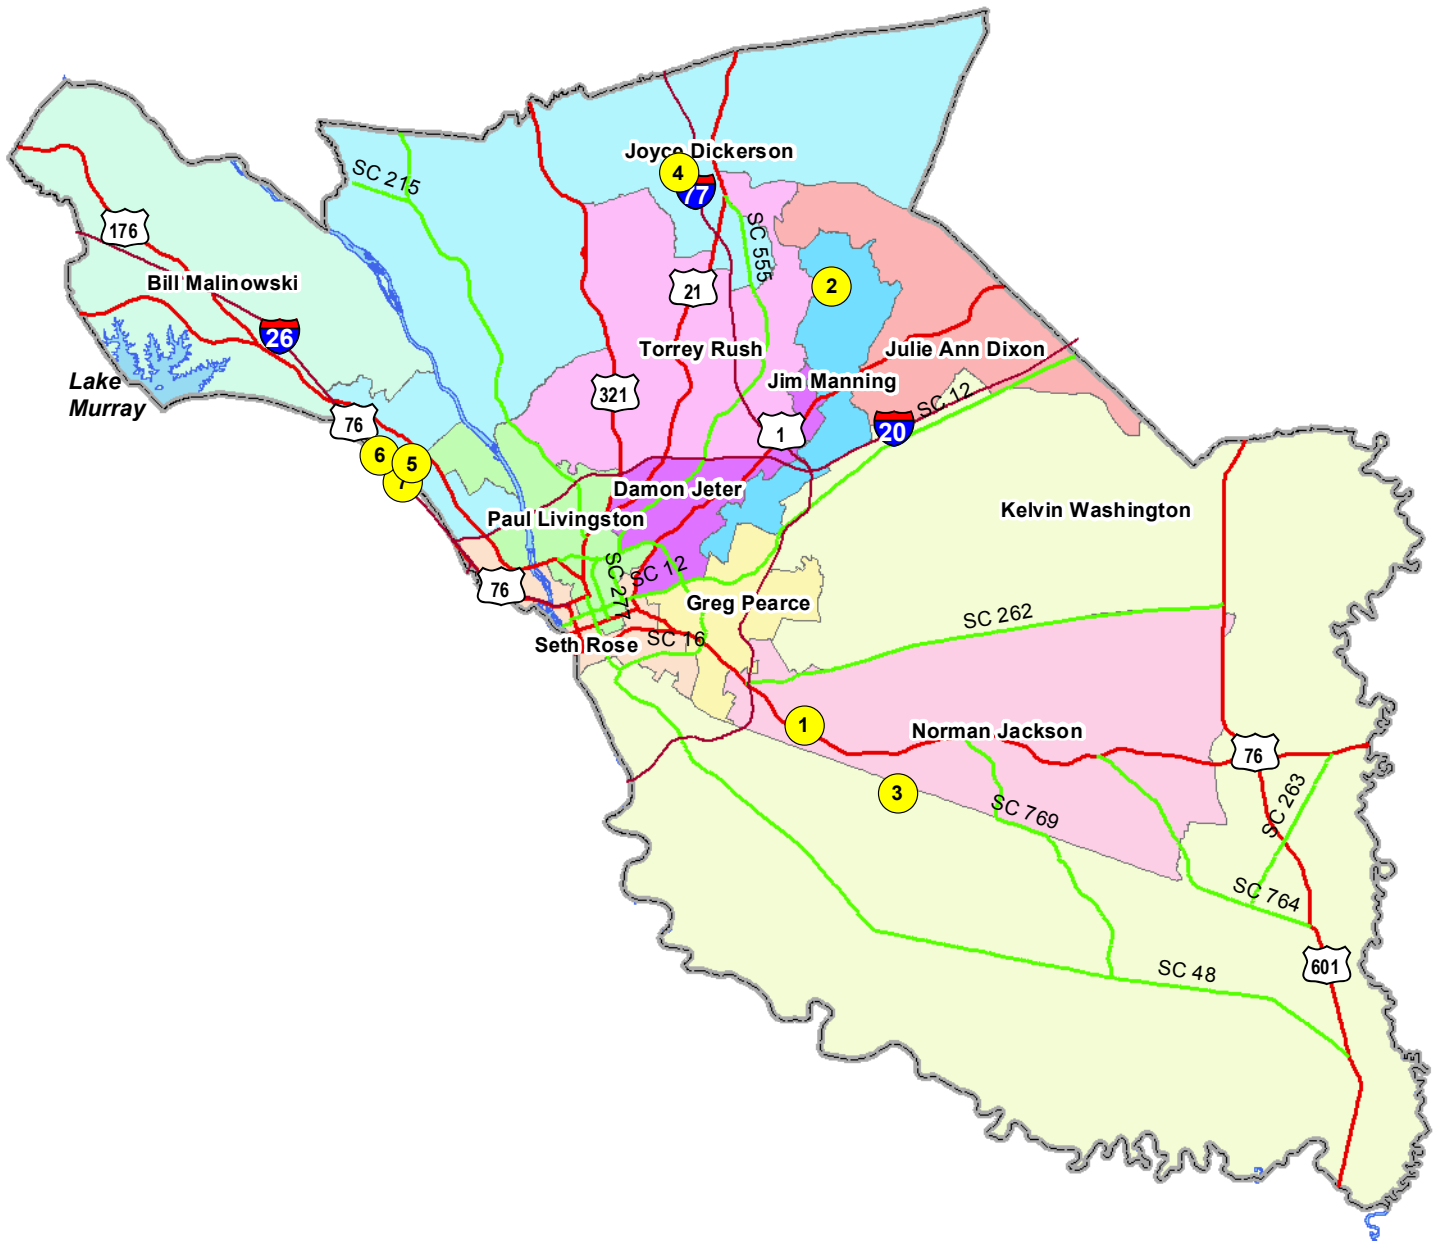 Joyce Dickerson
4
77
SC 215
176
SC 555
Bill Malinowski
21
2
26
Torrey Rush
Julie Ann Dixon
Lake
Murray
Jim Manning
321
SC 12
76
1
20
6
5
7
Damon Jeter
Kelvin Washington
Paul Livingston
SC 277
SC 12
76
Greg Pearce
SC 262
Seth Rose
SC 16
1
Norman Jackson
76
3
SC 769
SC 263
SC 764
601
SC 48